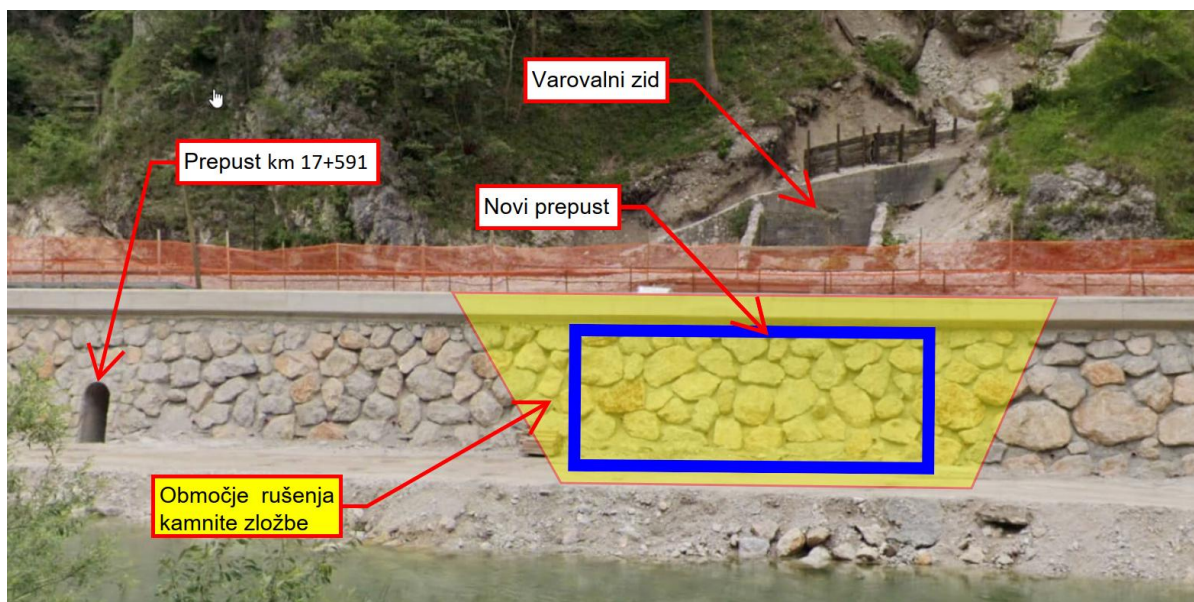 Varovalni zid
Prepust km 17+591
Novi prepust
Območje rušenja
kamnite zložbe